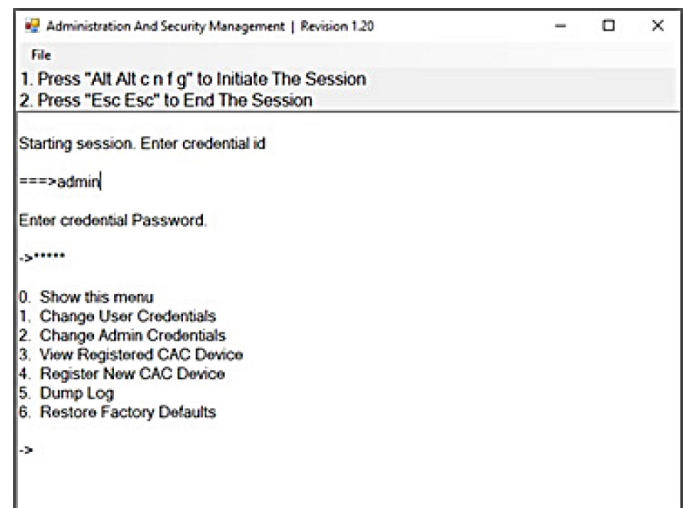 Administration And Security Management | Revision 1.20
File
1. Press "Alt Alt c n f g" to Initiate The Session
2. Press "Esc Esc" to End The Session
Starting session. Enter credential id
===>admin
Enter credential Password.
->*****
0. Show this menu
1. Change User Credentials
2. Change Admin Credentials
3. View Registered CAC Device
4. Register New CAC Device
5. Dump Log
6. Restore Factory Defaults
->